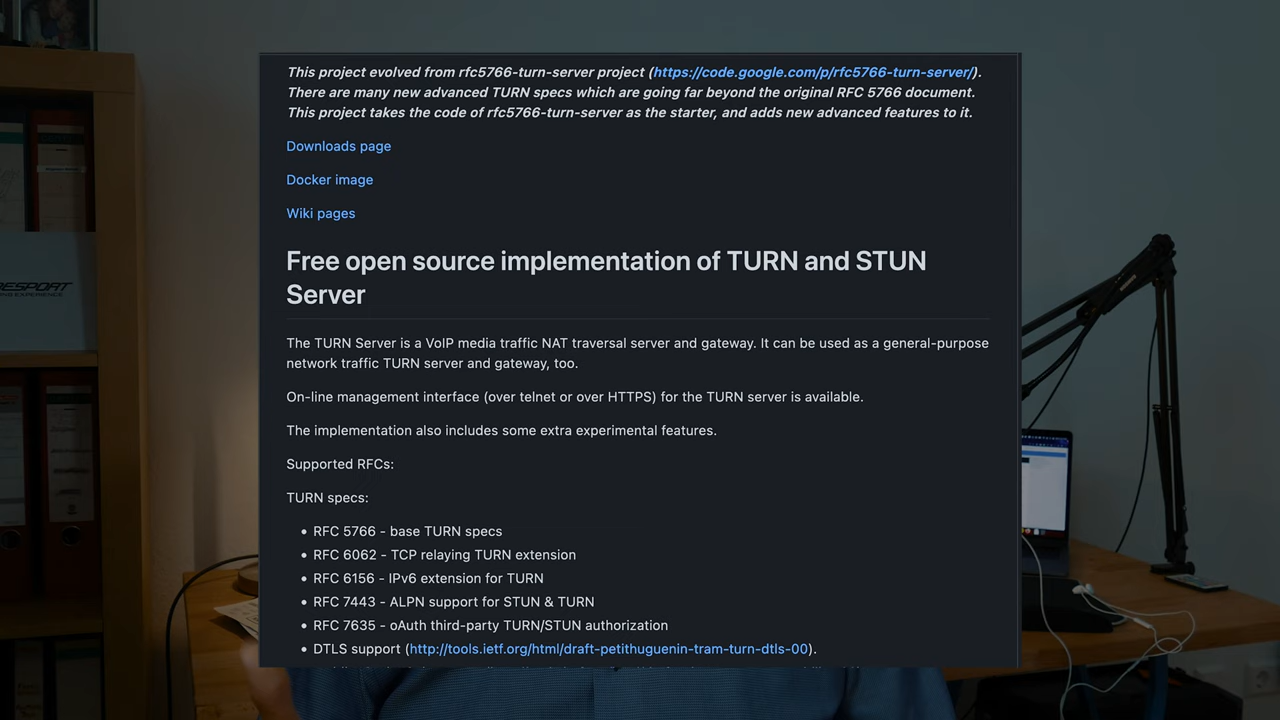 This project evolved from rfc5766-turn-server project (https://code.google.com/p/rfc5766-turn-server/).
There are many new advanced TURN specs which are going far beyond the original RFC 5766 document.
This project takes the code of rfc5766-turn-server as the starter, and adds new advanced features to it.
Downloads page
Docker image
Wiki pages
Free open source implementation of TURN and STUN
Server
The TURN Server is a VoIP media traffic NAT traversal server and gateway. It can be used as a general-purpose
network traffic TURN server and gateway, too.
On-line management interface (over telnet or over HTTPS) for the TURN server is available.
The implementation also includes some extra experimental features.
Supported RFCs:
TURN specs:
• RFC 5766 - base TURN specs
• RFC 6062 - TCP relaying TURN extension
• RFC 6156 - IPv6 extension for TURN
• RFC 7443 - ALPN support for STUN & TURN
• RFC 7635 - oAuth third-party TURN/STUN authorization
• DTLS support (http://tools.ietf.org/html/draft-petithuguenin-tram-turn-dtls-00).